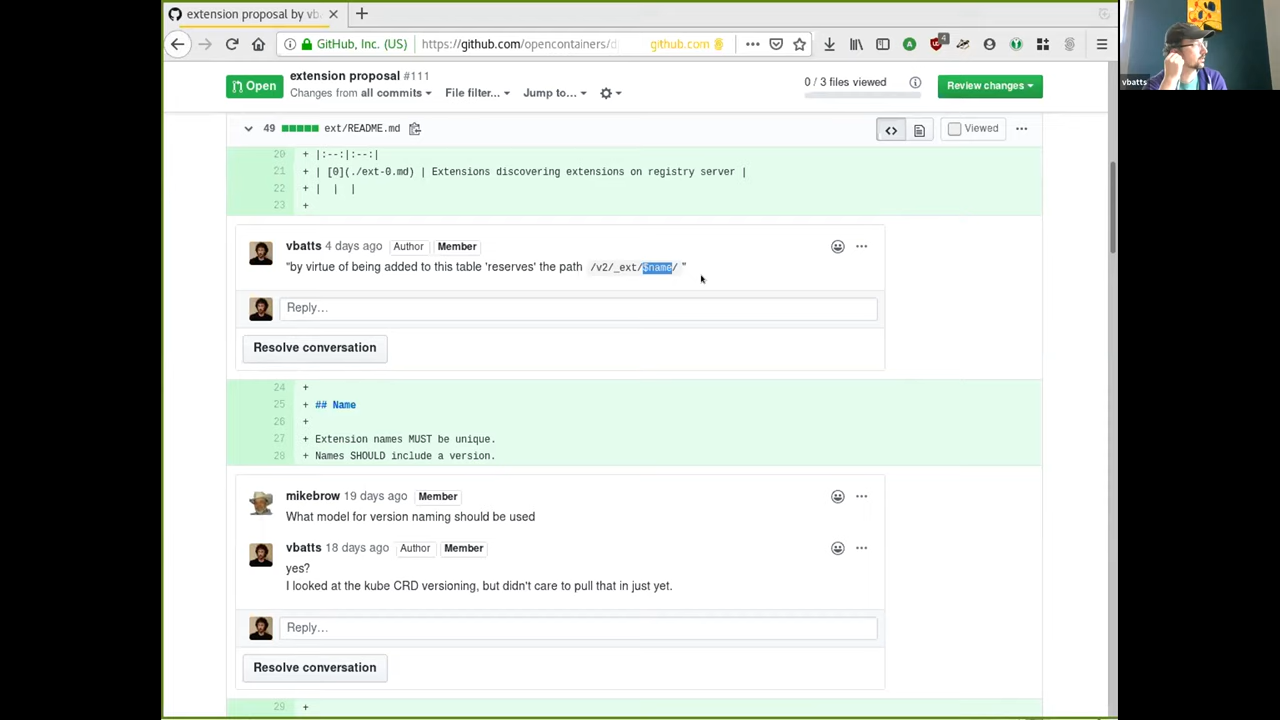 extension proposal by vb
GitHub, Inc. (US)
https://github.com/opencontainers/d
github.com
4
Open
extension proposal #111
Changes from all commits
File filter...
Jump to...
0 / 3 files viewed
Review changes
49
ext/README.md
Viewed
20 + |:--:|:--:|
21 + | [0](./ext-0.md) | Extensions discovering extensions on registry server |
22 + | | |
23 +
vbatts 4 days ago Author Member
"by virtue of being added to this table 'reserves' the path /v2/_ext/$name/ "
Reply…
Resolve conversation
24 +
25 + ## Name
26 +
27 + Extension names MUST be unique.
28 + Names SHOULD include a version.
mikebrow 19 days ago Member
What model for version naming should be used
vbatts 18 days ago Author Member
yes?
I looked at the kube CRD versioning, but didn't care to pull that in just yet.
Reply…
Resolve conversation
29 +
vbatts